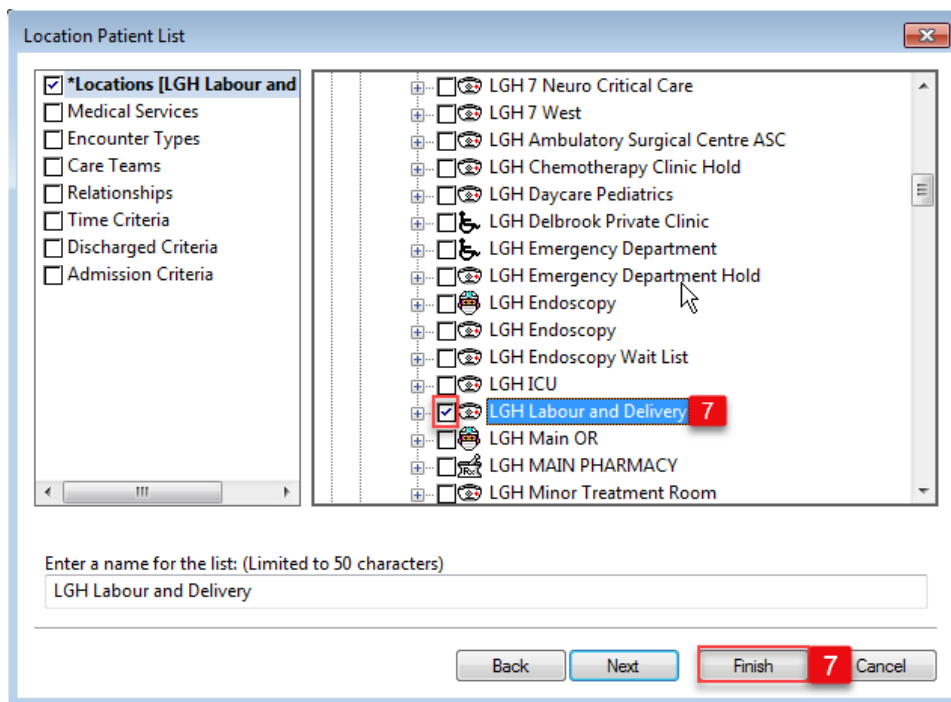 Location Patient List
*Locations [LGH Labour and
Medical Services
Encounter Types
Care Teams
Relationships
Time Criteria
Discharged Criteria
Admission Criteria
LGH 7 Neuro Critical Care
LGH 7 West
LGH Ambulatory Surgical Centre ASC
LGH Chemotherapy Clinic Hold
LGH Daycare Pediatrics
LGH Delbrook Private Clinic
LGH Emergency Department
LGH Emergency Department Hold
LGH Endoscopy
LGH Endoscopy
LGH Endoscopy Wait List
LGH ICU
LGH Labour and Delivery 7
LGH Main OR
LGH MAIN PHARMACY
LGH Minor Treatment Room
Enter a name for the list: (Limited to 50 characters)
LGH Labour and Delivery
Back Next Finish 7 Cancel